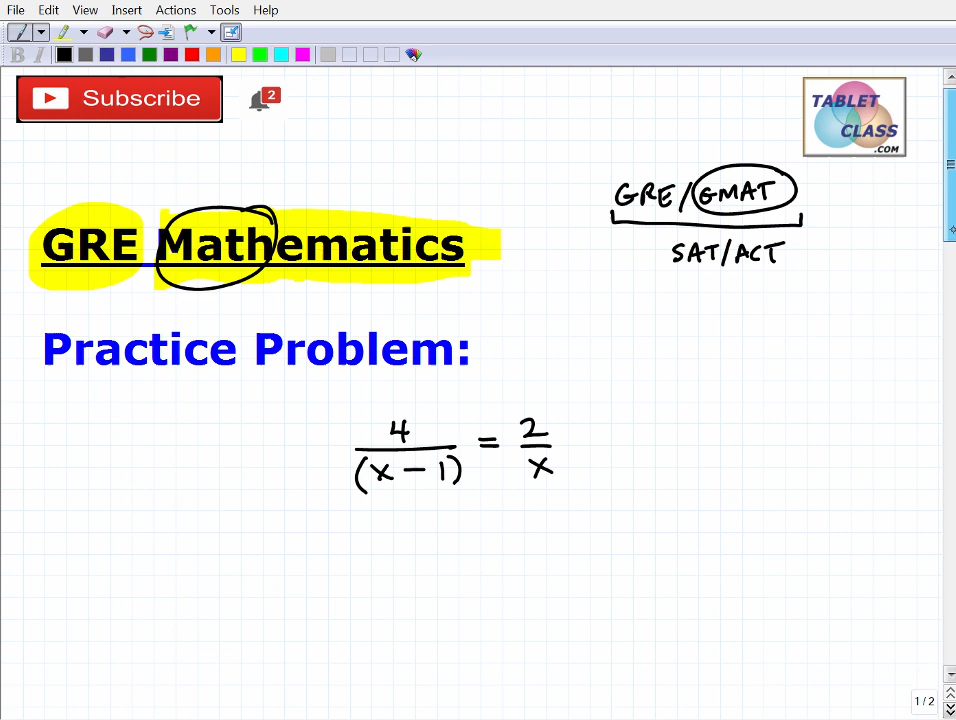 File Edit View Insert Actions Tools Help
B I
Subscribe
2
TABLET
CLASS
.COM
GRE/GMAT
SAT/ACT
GRE Mathematics
Practice Problem:
4/(x-1) = 2/x
1/2